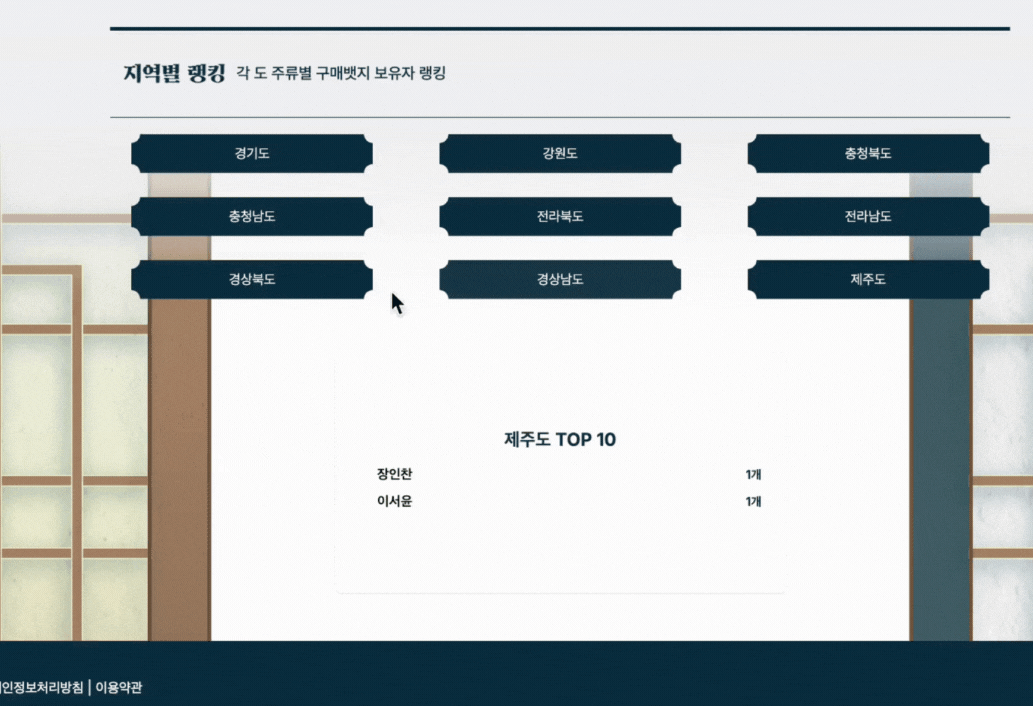 지역별 랭킹 각 도 주류별 구매뱃지 보유자 랭킹
경기도 강원도 충청북도
충청남도 전라북도 전라남도
경상북도 경상남도 제주도
제주도 TOP 10
장인찬 1개
이서윤 1개
인정보처리방침 | 이용약관